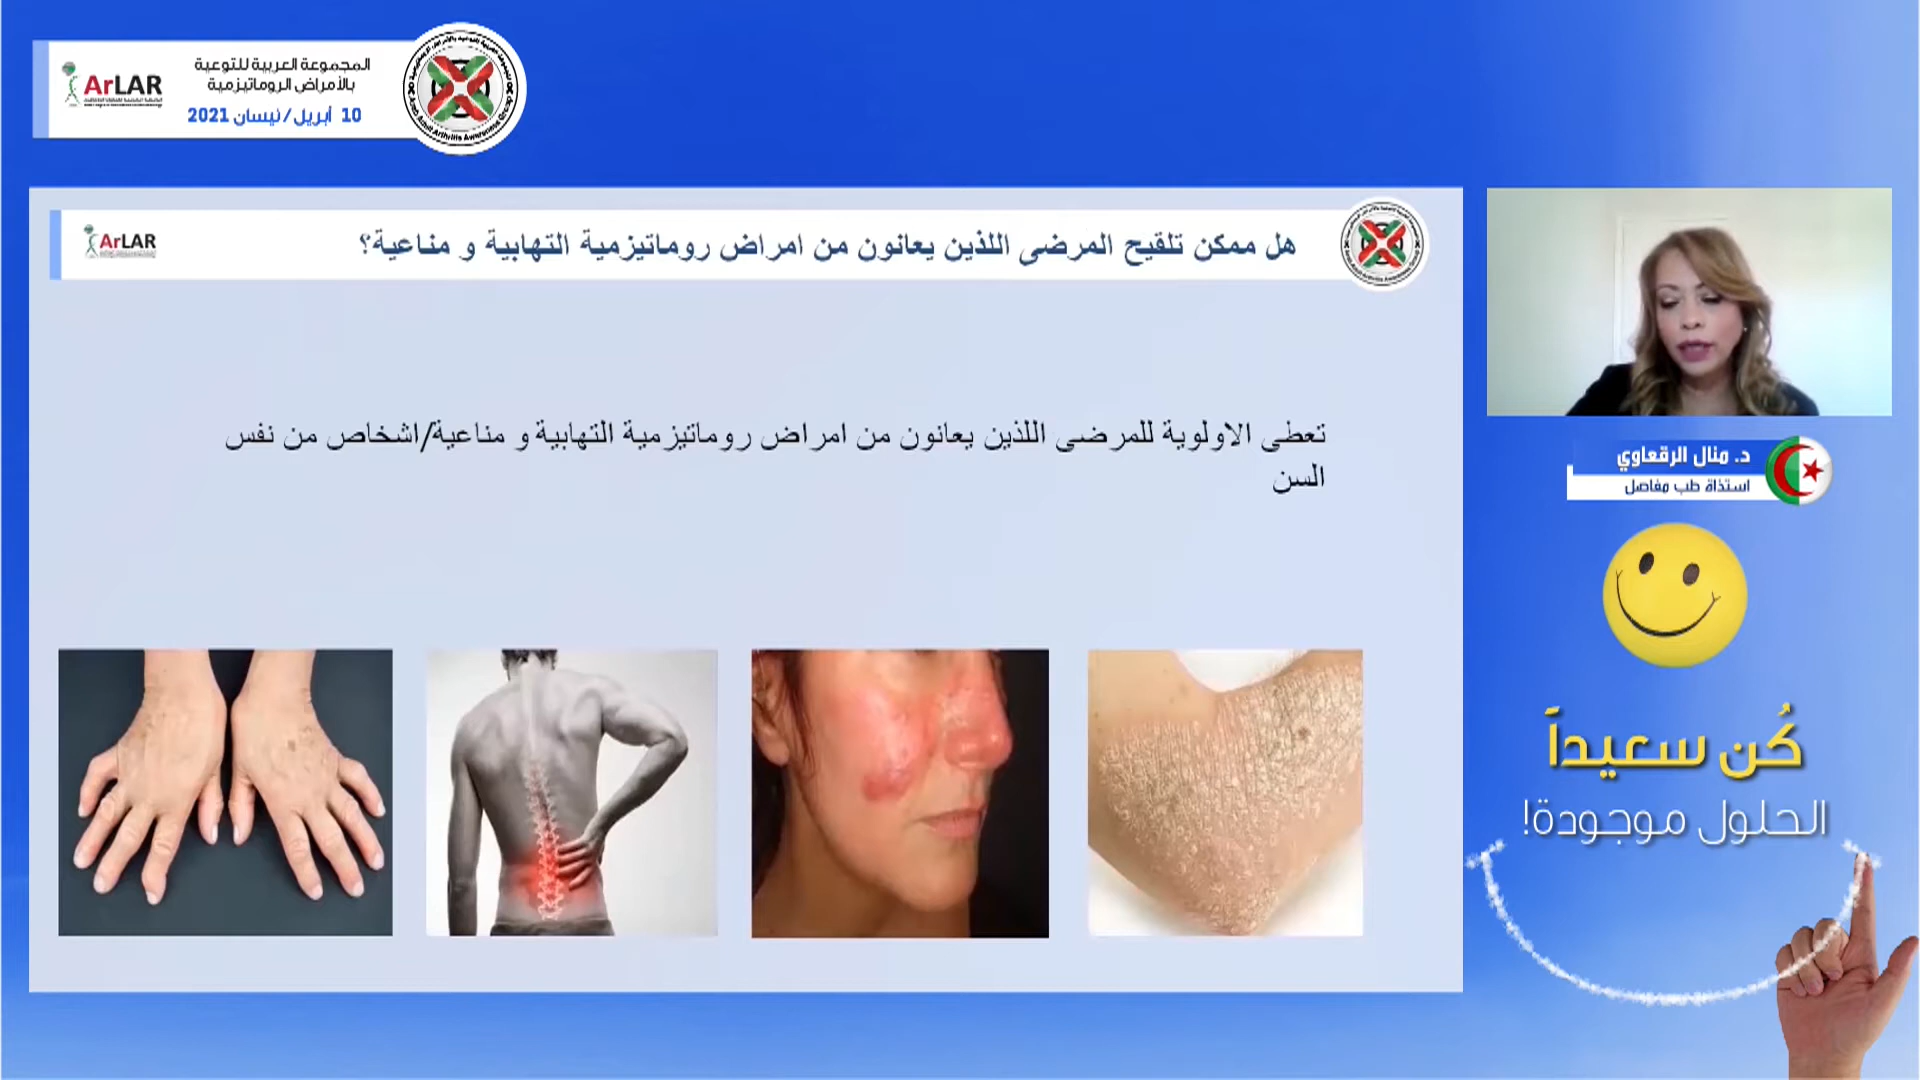 المجموعة العربية للتوعية
بالأمراض الروماتيزمية
10 أبريل/نيسان 2021
ArLAR
هل ممكن تلقيح المرضى اللذين يعانون من امراض روماتيزمية التهابية و مناعية؟
ArLAR
تعطى الاولوية للمرضى اللذين يعانون من امراض روماتيزمية التهابية و مناعية/اشخاص من نفس
السن
د. منال الرقعاوي
استذاة طب مفاصل
كُن سعيداً
الحلول موجودة!